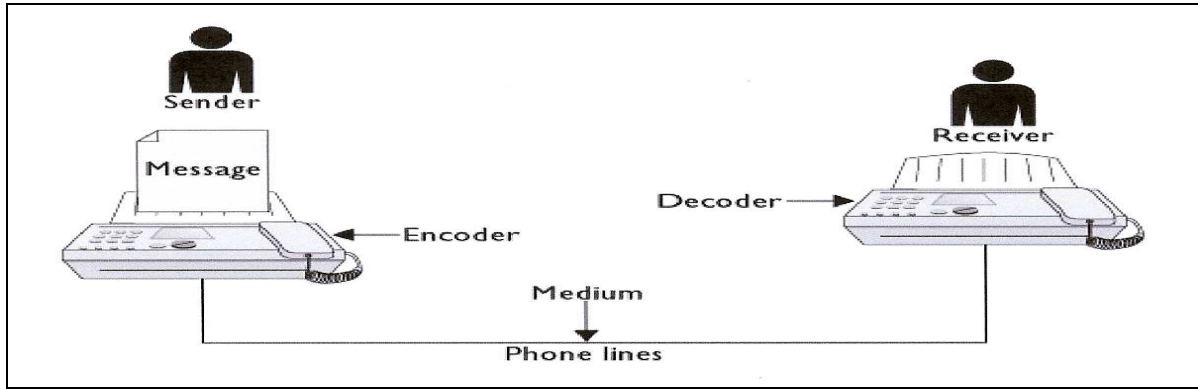 Sender
Receiver
Message
Decoder
Encoder
Medium
Phone lines